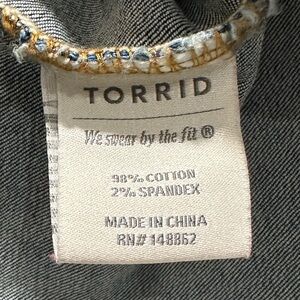 TORRID
We swear by the fit ®
98% COTTON
2% SPANDEX
MADE IN CHINA
RN# 148862